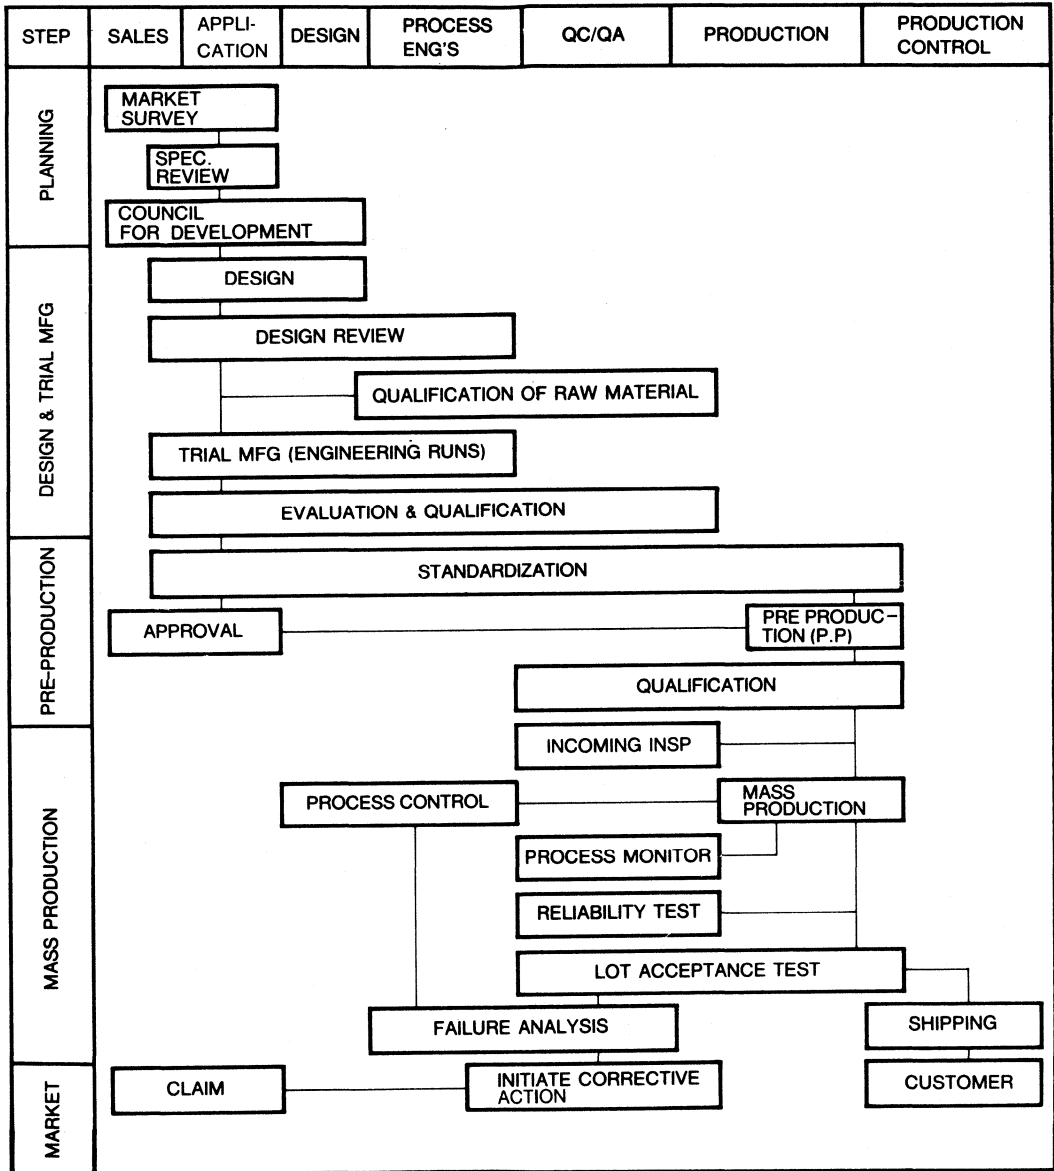 STEP
SALES
APPLI-
CATION
DESIGN
PROCESS
ENG'S
QC/QA
PRODUCTION
PRODUCTION
CONTROL
PLANNING
MARKET
SURVEY
SPEC.
REVIEW
COUNCIL
FOR DEVELOPMENT
DESIGN & TRIAL MFG
DESIGN
DESIGN REVIEW
QUALIFICATION OF RAW MATERIAL
TRIAL MFG (ENGINEERING RUNS)
EVALUATION & QUALIFICATION
PRE-PRODUCTION
STANDARDIZATION
APPROVAL
PRE PRODUC-
TION (P.P)
QUALIFICATION
MASS PRODUCTION
INCOMING INSP
PROCESS CONTROL
MASS
PRODUCTION
PROCESS MONITOR
RELIABILITY TEST
LOT ACCEPTANCE TEST
FAILURE ANALYSIS
SHIPPING
MARKET
CLAIM
INITIATE CORRECTIVE
ACTION
CUSTOMER